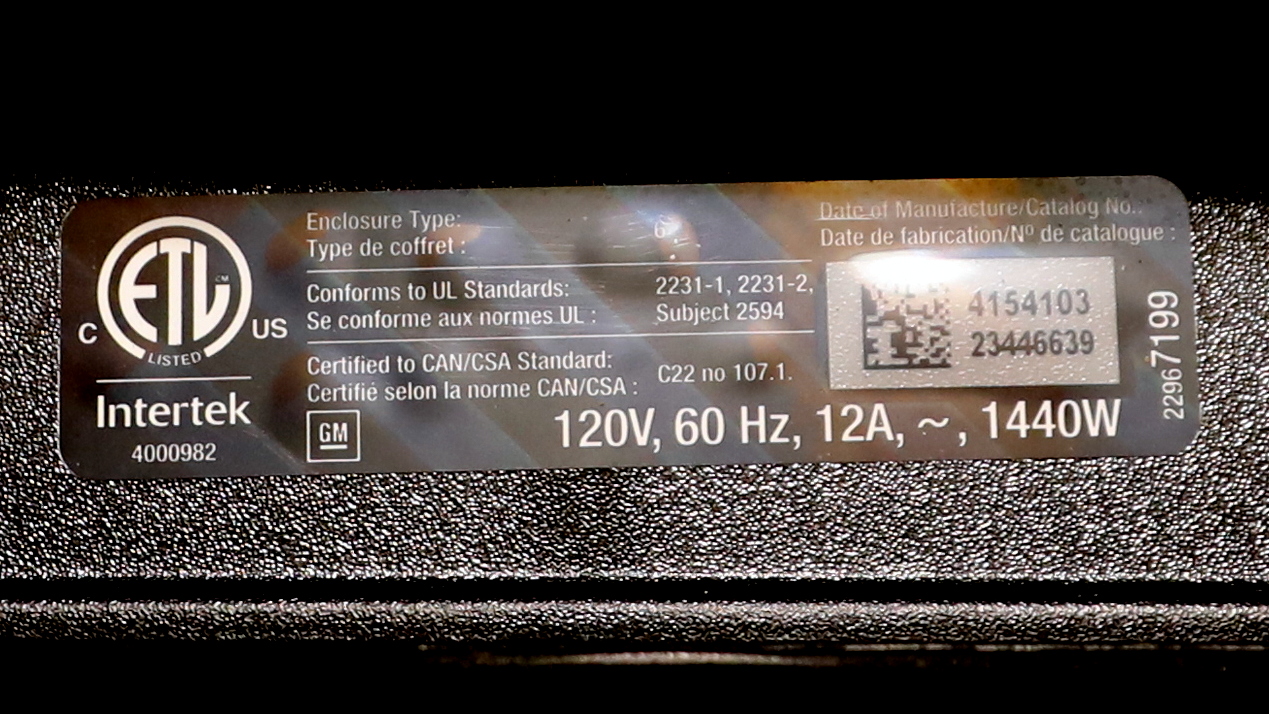 ETL CM
LISTED
C US
Intertek
4000982
Enclosure Type:
Type de coffret :
Conforms to UL Standards: 2231-1, 2231-2,
Se conforme aux normes UL : Subject 2594
Certified to CAN/CSA Standard:
Certifié selon la norme CAN/CSA : C22 no 107.1.
GM
120V, 60 Hz, 12A, ~, 1440W
Date of Manufacture/Catalog No.:
Date de fabrication/Nº de catalogue :
4154103
23446639
22967199